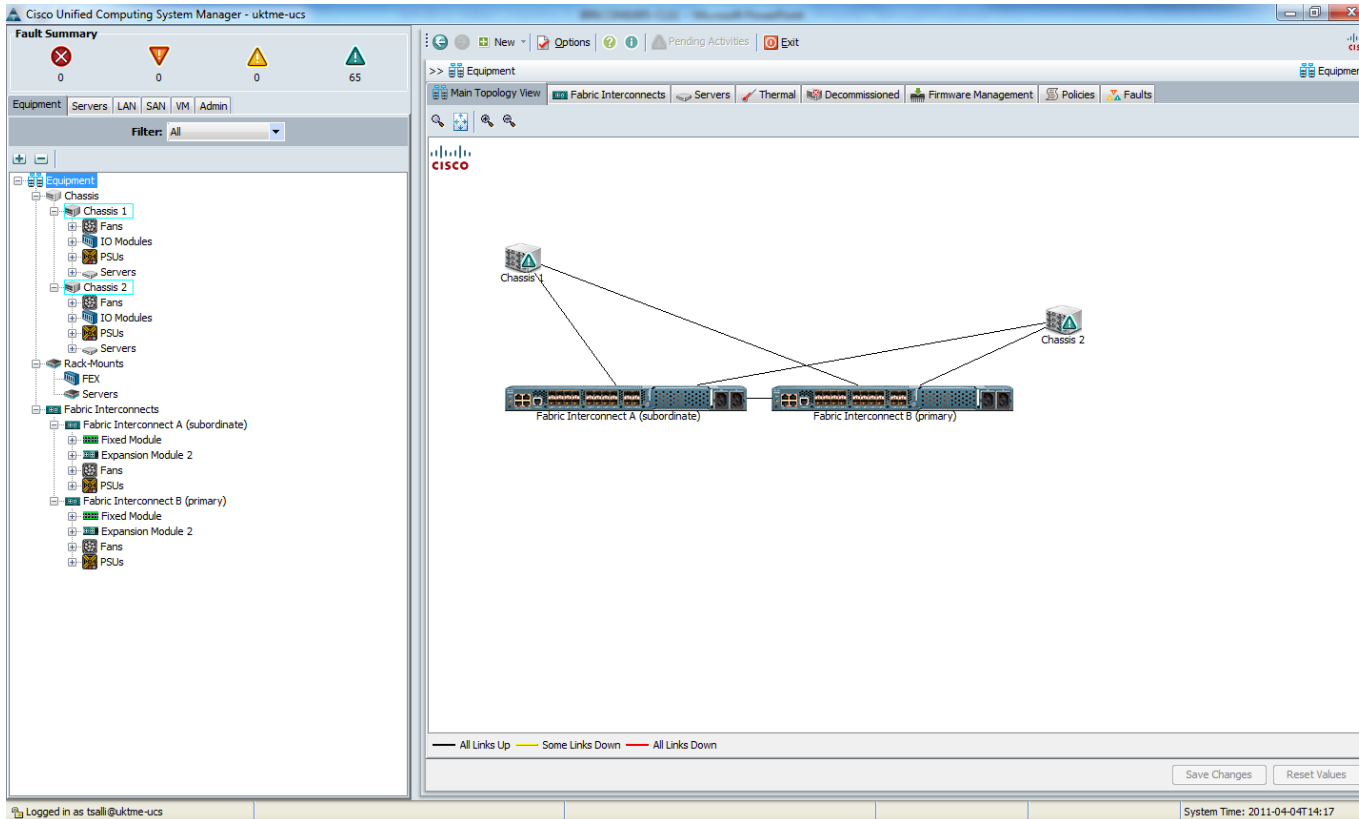 Cisco Unified Computing System Manager - uktme-ucs
Fault Summary
0 0 0 65
New Options Pending Activities Exit
>> Equipment
Equipment Servers LAN SAN VM Admin
Main Topology View Fabric Interconnects Servers Thermal Decommissioned Firmware Management Policies Faults
Filter: All
CISCO
Equipment
Chassis
Chassis 1
Fans
IO Modules
PSUs
Servers
Chassis 2
Fans
IO Modules
PSUs
Servers
Rack-Mounts
FEX
Servers
Fabric Interconnects
Fabric Interconnect A (subordinate)
Fixed Module
Expansion Module 2
Fans
PSUs
Fabric Interconnect B (primary)
Fixed Module
Expansion Module 2
Fans
PSUs
Chassis 1
Chassis 2
Fabric Interconnect A (subordinate)
Fabric Interconnect B (primary)
All Links Up Some Links Down All Links Down
Save Changes Reset Values
Logged in as tsalli@uktme-ucs
System Time: 2011-04-04T14:17